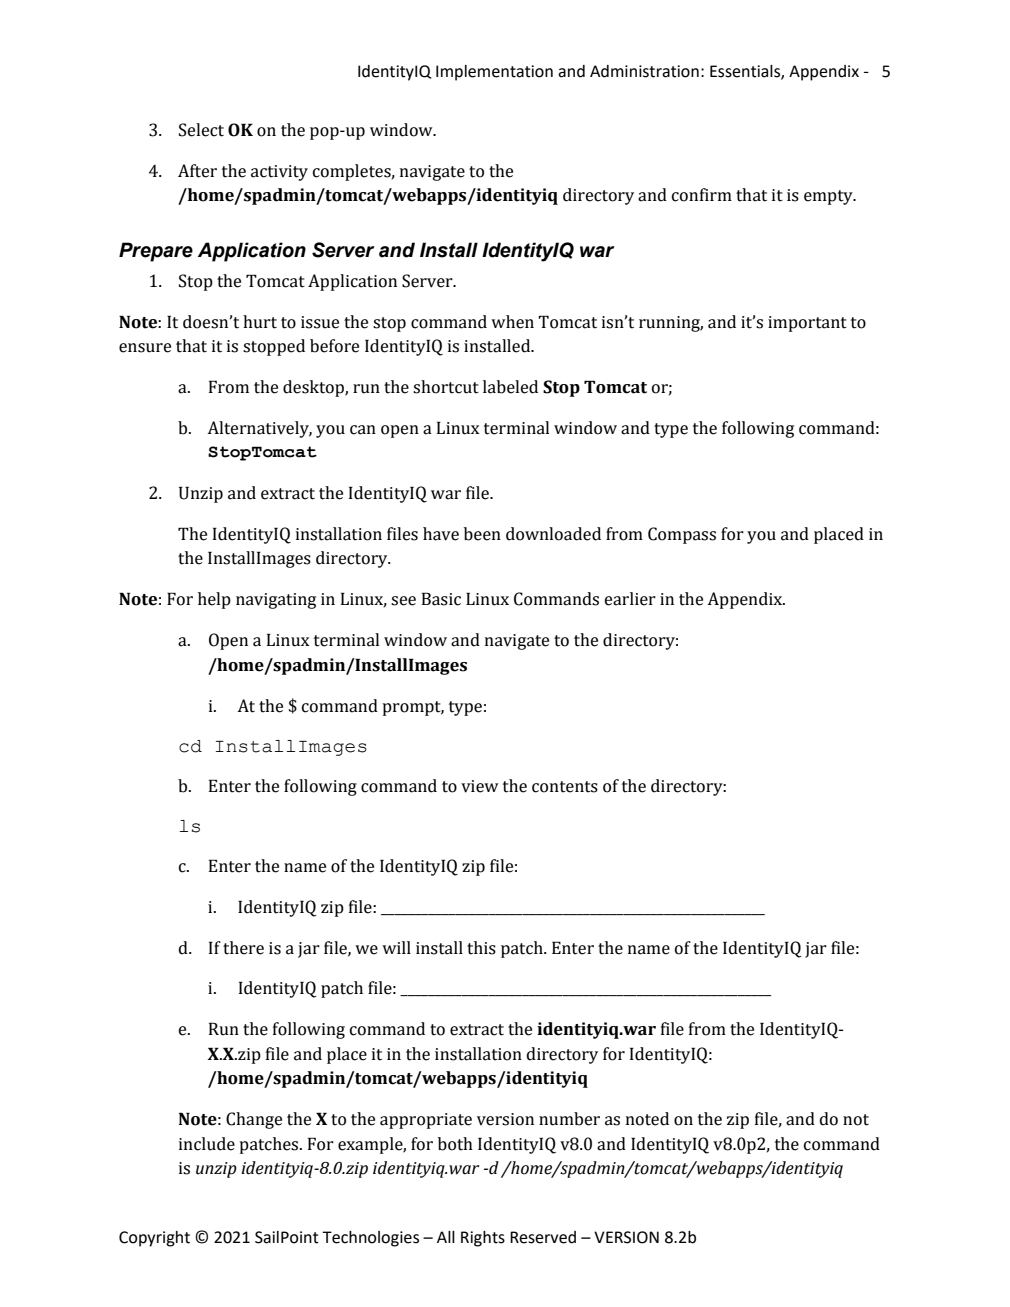 IdentityIQ Implementation and Administration: Essentials, Appendix - 5
3. Select OK on the pop-up window.
4. After the activity completes, navigate to the
/home/spadmin/tomcat/webapps/identityiq directory and confirm that it is empty.
Prepare Application Server and Install IdentityIQ war
1. Stop the Tomcat Application Server.
Note: It doesn’t hurt to issue the stop command when Tomcat isn’t running, and it’s important to
ensure that it is stopped before IdentityIQ is installed.
a. From the desktop, run the shortcut labeled Stop Tomcat or;
b. Alternatively, you can open a Linux terminal window and type the following command:
StopTomcat
2. Unzip and extract the IdentityIQ war file.
The IdentityIQ installation files have been downloaded from Compass for you and placed in
the InstallImages directory.
Note: For help navigating in Linux, see Basic Linux Commands earlier in the Appendix.
a. Open a Linux terminal window and navigate to the directory:
/home/spadmin/InstallImages
i. At the $ command prompt, type:
cd InstallImages
b. Enter the following command to view the contents of the directory:
ls
c. Enter the name of the IdentityIQ zip file:
i. IdentityIQ zip file: ____________________________________________________
d. If there is a jar file, we will install this patch. Enter the name of the IdentityIQ jar file:
i. IdentityIQ patch file: __________________________________________________
e. Run the following command to extract the identityiq.war file from the IdentityIQ-
X.X.zip file and place it in the installation directory for IdentityIQ:
/home/spadmin/tomcat/webapps/identityiq
Note: Change the X to the appropriate version number as noted on the zip file, and do not
include patches. For example, for both IdentityIQ v8.0 and IdentityIQ v8.0p2, the command
is unzip identityiq-8.0.zip identityiq.war -d /home/spadmin/tomcat/webapps/identityiq
Copyright © 2021 SailPoint Technologies – All Rights Reserved – VERSION 8.2b